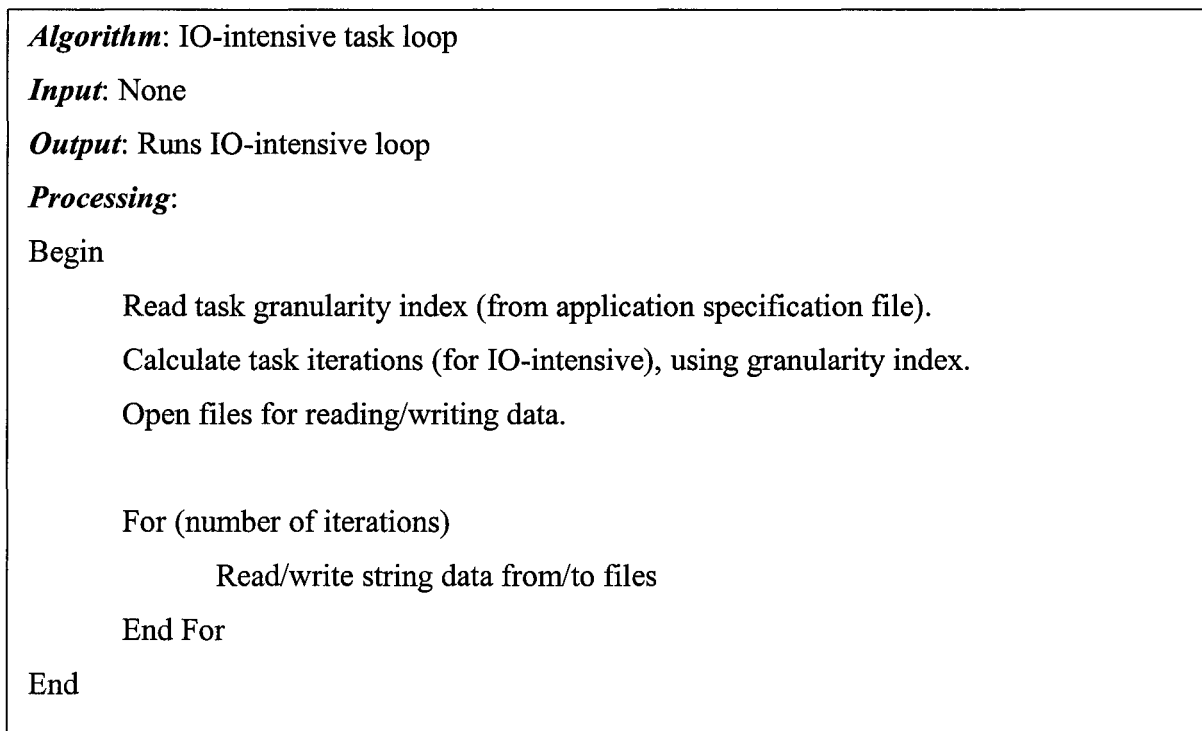 Algorithm: IO-intensive task loop
Input: None
Output: Runs IO-intensive loop
Processing:
Begin
Read task granularity index (from application specification file).
Calculate task iterations (for IO-intensive), using granularity index.
Open files for reading/writing data.
For (number of iterations)
Read/write string data from/to files
End For
End